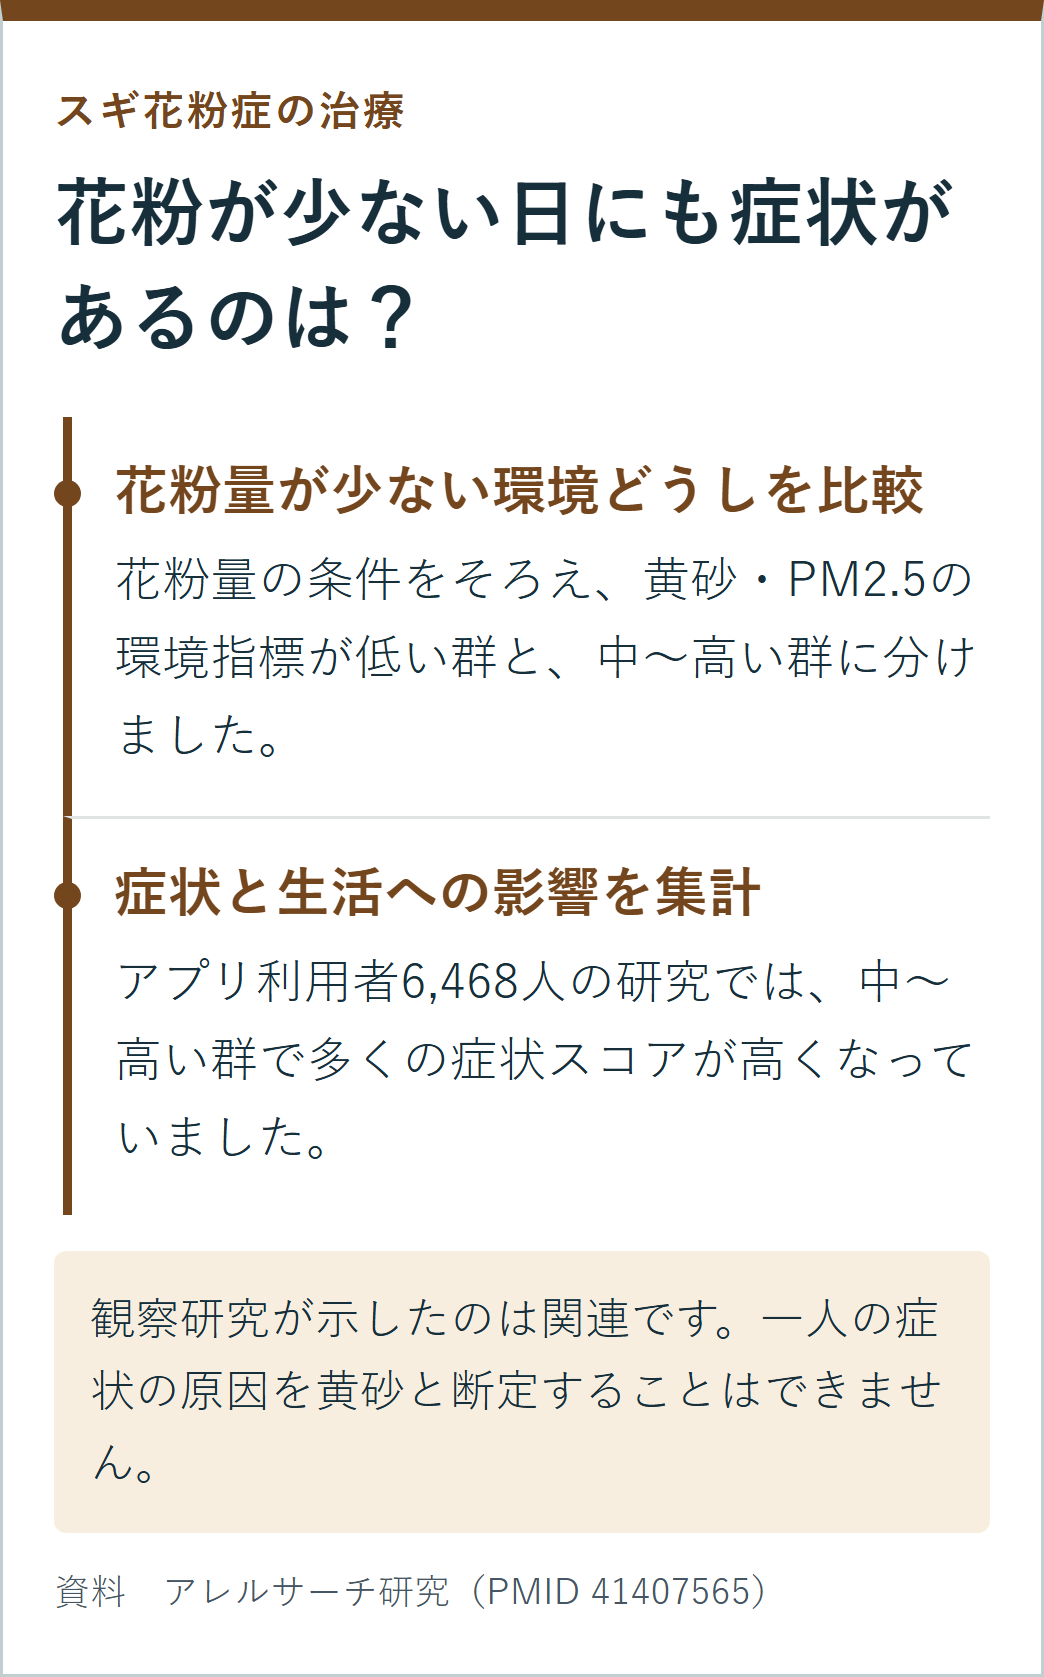 スギ花粉症の治療
花粉が少ない日にも症状が
あるのは？
花粉量が少ない環境どうしを比較
花粉量の条件をそろえ、黄砂・PM2.5の
環境指標が低い群と、中〜高い群に分け
ました。
症状と生活への影響を集計
アプリ利用者6,468人の研究では、中〜
高い群で多くの症状スコアが高くなって
いました。
観察研究が示したのは関連です。一人の症
状の原因を黄砂と断定することはできませ
ん。
資料　アレルサーチ研究（PMID 41407565）